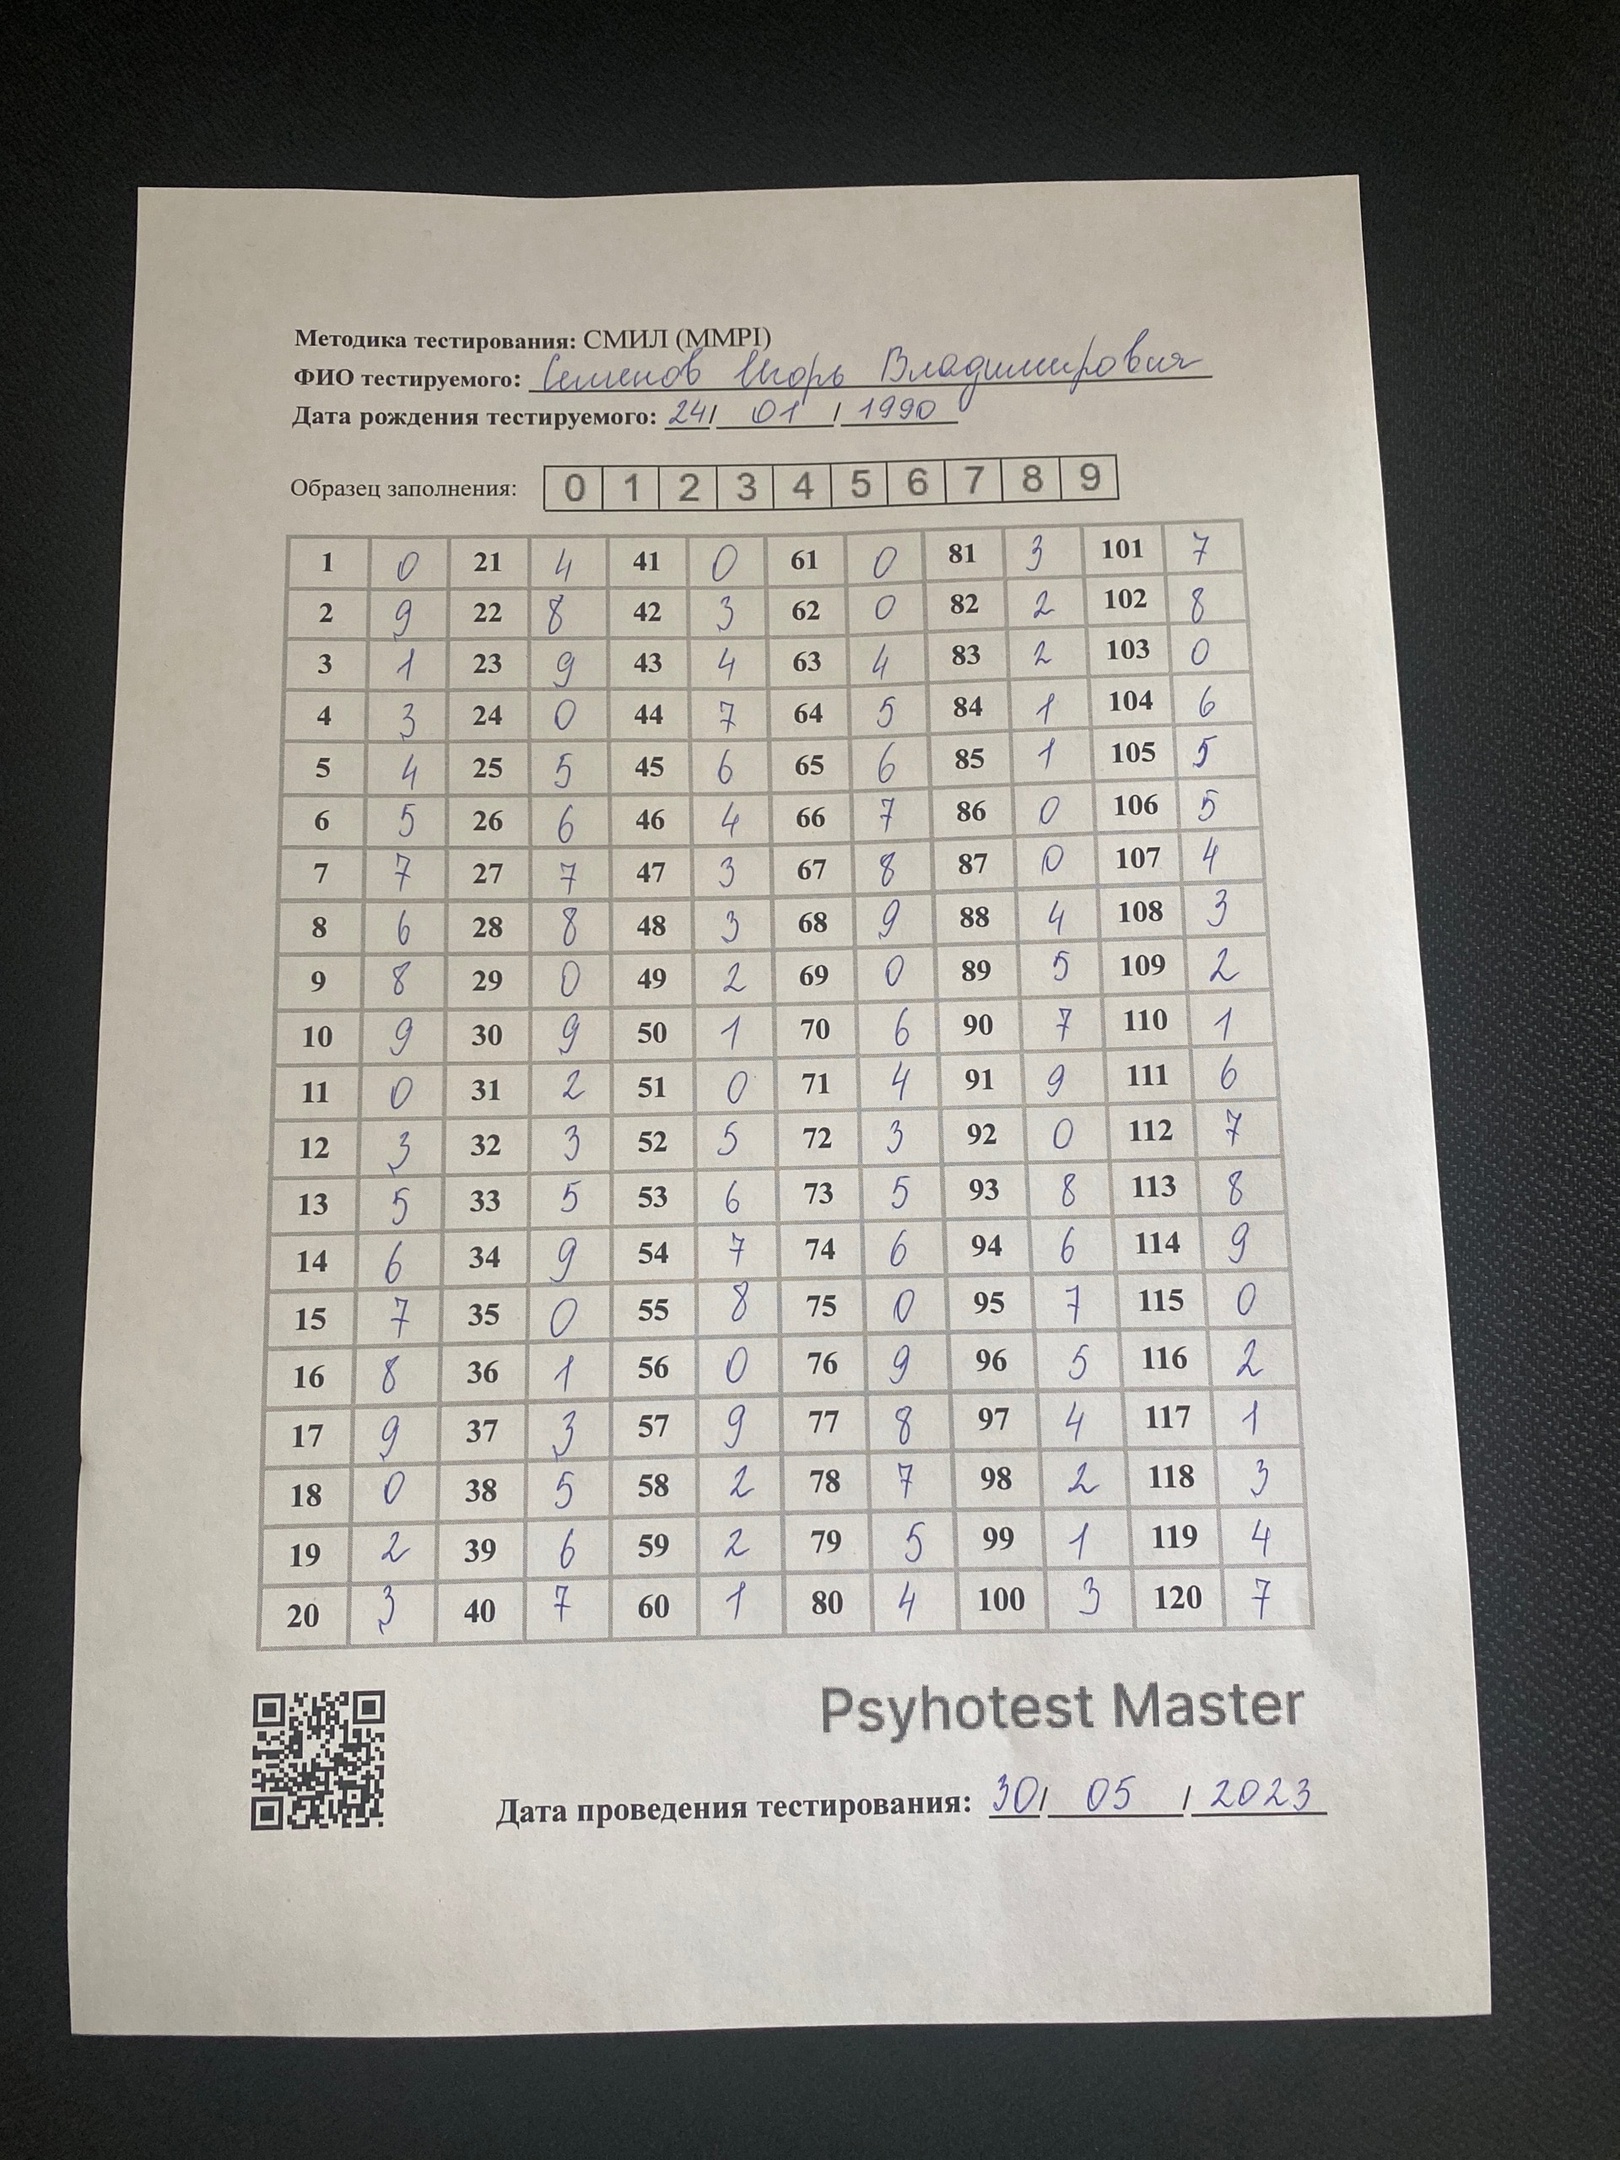 Методика тестирования: СМИЛ (MMPI)
ФИО тестируемого: Семенов Игорь Владимирович
Дата рождения тестируемого: 24/ 01 / 1990
Образец заполнения: 0 1 2 3 4 5 6 7 8 9
1 0 21 4 41 0 61 0 81 3 101 7
2 9 22 8 42 3 62 0 82 2 102 8
3 1 23 9 43 4 63 4 83 2 103 0
4 3 24 0 44 7 64 5 84 1 104 6
5 4 25 5 45 6 65 6 85 1 105 5
6 5 26 6 46 4 66 7 86 0 106 5
7 7 27 7 47 3 67 8 87 0 107 4
8 6 28 8 48 3 68 9 88 4 108 3
9 8 29 0 49 2 69 0 89 5 109 2
10 9 30 9 50 1 70 6 90 7 110 1
11 0 31 2 51 0 71 4 91 9 111 6
12 3 32 3 52 5 72 3 92 0 112 7
13 5 33 5 53 6 73 5 93 8 113 8
14 6 34 9 54 7 74 6 94 6 114 9
15 7 35 0 55 8 75 0 95 7 115 0
16 8 36 1 56 0 76 9 96 5 116 2
17 9 37 3 57 9 77 8 97 4 117 1
18 0 38 5 58 2 78 7 98 2 118 3
19 2 39 6 59 2 79 5 99 1 119 4
20 3 40 7 60 1 80 4 100 3 120 7
Psyhotest Master
Дата проведения тестирования: 30/ 05 / 2023